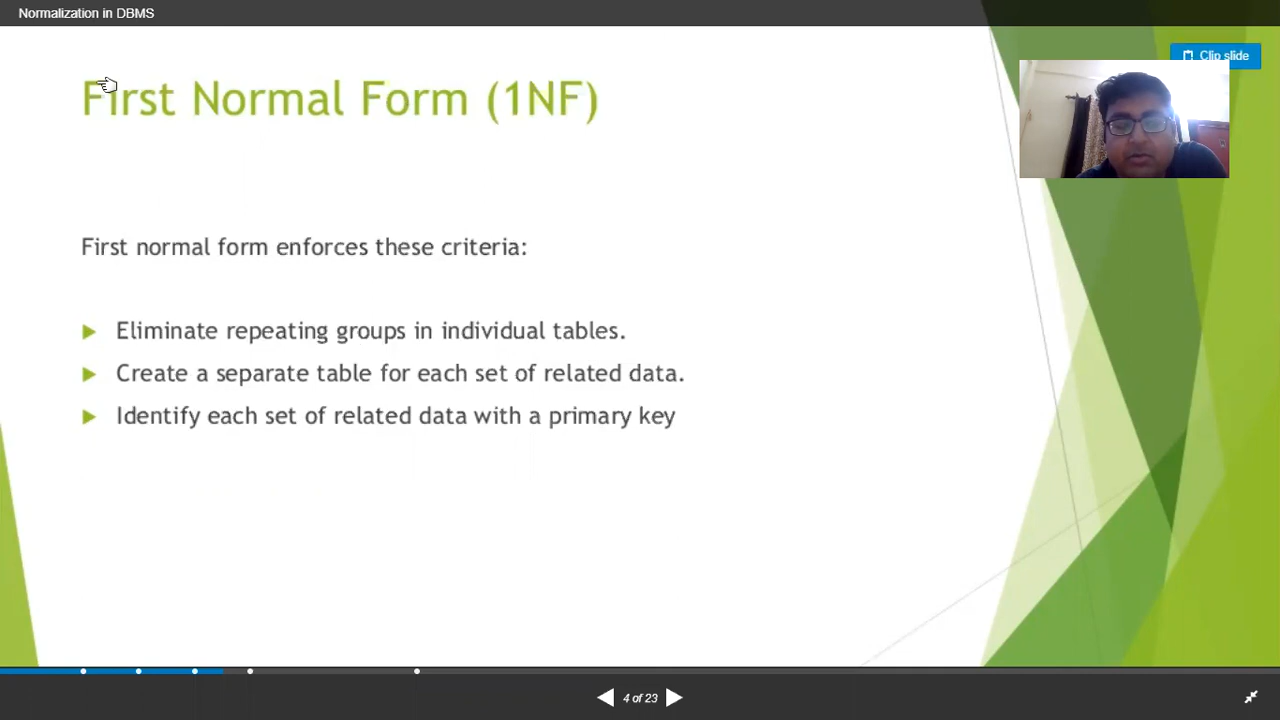 Normalization in DBMS
Clip slide
First Normal Form (1NF)
First normal form enforces these criteria:
Eliminate repeating groups in individual tables.
Create a separate table for each set of related data.
Identify each set of related data with a primary key
4 of 23